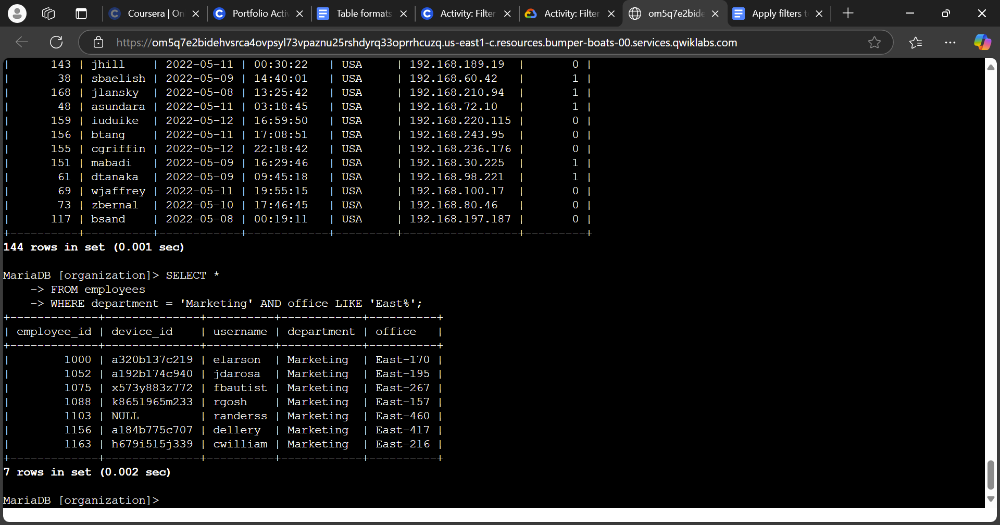 Coursera | On
Portfolio Activ
Table formats
Activity: Filter
Activity: Filter
om5q7e2bide
Apply filters t
https://om5q7e2bidehvsrca4ovpsyl73vpaznu25rshdyrq33oprrhcuzq.us-east1-c.resources.bumper-boats-00.services.qwiklabs.com
| 143 | jhill | 2022-05-11 | 00:30:22 | USA | 192.168.189.19 | 0 |
| 38 | sbaelish | 2022-05-09 | 14:40:01 | USA | 192.168.60.42 | 1 |
| 168 | jlansky | 2022-05-08 | 13:25:42 | USA | 192.168.210.94 | 1 |
| 48 | asundara | 2022-05-11 | 03:18:45 | USA | 192.168.72.10 | 1 |
| 159 | iuduike | 2022-05-12 | 16:59:50 | USA | 192.168.220.115 | 0 |
| 156 | btang | 2022-05-11 | 17:08:51 | USA | 192.168.243.95 | 0 |
| 155 | cgriffin | 2022-05-12 | 22:18:42 | USA | 192.168.236.176 | 0 |
| 151 | mabadi | 2022-05-09 | 16:29:46 | USA | 192.168.30.225 | 1 |
| 61 | dtanaka | 2022-05-09 | 09:45:18 | USA | 192.168.98.221 | 1 |
| 69 | wjaffrey | 2022-05-11 | 19:55:15 | USA | 192.168.100.17 | 0 |
| 73 | zbernal | 2022-05-10 | 17:46:45 | USA | 192.168.80.46 | 0 |
| 117 | bsand | 2022-05-08 | 00:19:11 | USA | 192.168.197.187 | 0 |
+----------+----------+------------+------------+---------+-----------------+---------+
144 rows in set (0.001 sec)
MariaDB [organization]> SELECT *
-> FROM employees
-> WHERE department = 'Marketing' AND office LIKE 'East%';
+-------------+--------------+----------+------------+----------+
| employee_id | device_id | username | department | office |
+-------------+--------------+----------+------------+----------+
| 1000 | a320b137c219 | elarson | Marketing | East-170 |
| 1052 | a192b174c940 | jdarosa | Marketing | East-195 |
| 1075 | x573y883z772 | fbautist | Marketing | East-267 |
| 1088 | k865l965m233 | rgosh | Marketing | East-157 |
| 1103 | NULL | randerss | Marketing | East-460 |
| 1156 | a184b775c707 | dellery | Marketing | East-417 |
| 1163 | h679i515j339 | cwilliam | Marketing | East-216 |
+-------------+--------------+----------+------------+----------+
7 rows in set (0.002 sec)
MariaDB [organization]>